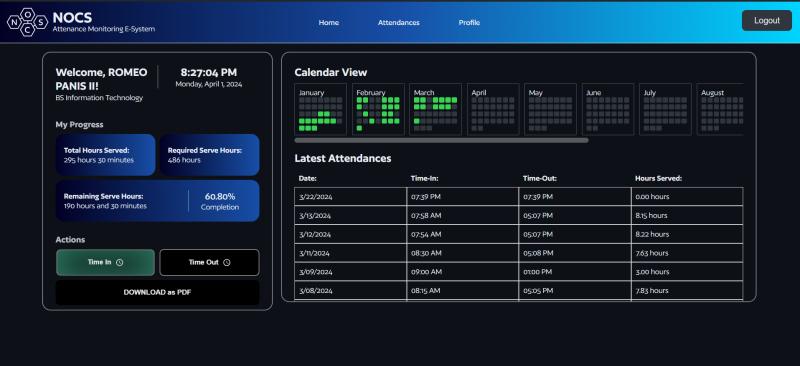 N O S C
NOCS
Attenance Monitoring E-System
Home
Attendances
Profile
Logout
Welcome, ROMEO
PANIS II!
BS Information Technology
8:27:04 PM
Monday, April 1, 2024
My Progress
Total Hours Served:
295 hours 30 minutes
Required Serve Hours:
486 hours
Remaining Serve Hours:
190 hours and 30 minutes
60.80%
Completion
Actions
Time In
Time Out
DOWNLOAD as PDF
Calendar View
January
February
March
April
May
June
July
August
Latest Attendances
Date: Time-In: Time-Out: Hours Served:
3/22/2024 07:39 PM 07:39 PM 0.00 hours
3/13/2024 07:58 AM 05:07 PM 8.15 hours
3/12/2024 07:54 AM 05:07 PM 8.22 hours
3/11/2024 08:30 AM 05:08 PM 7.63 hours
3/09/2024 09:00 AM 01:00 PM 3.00 hours
3/08/2024 08:15 AM 05:05 PM 7.83 hours